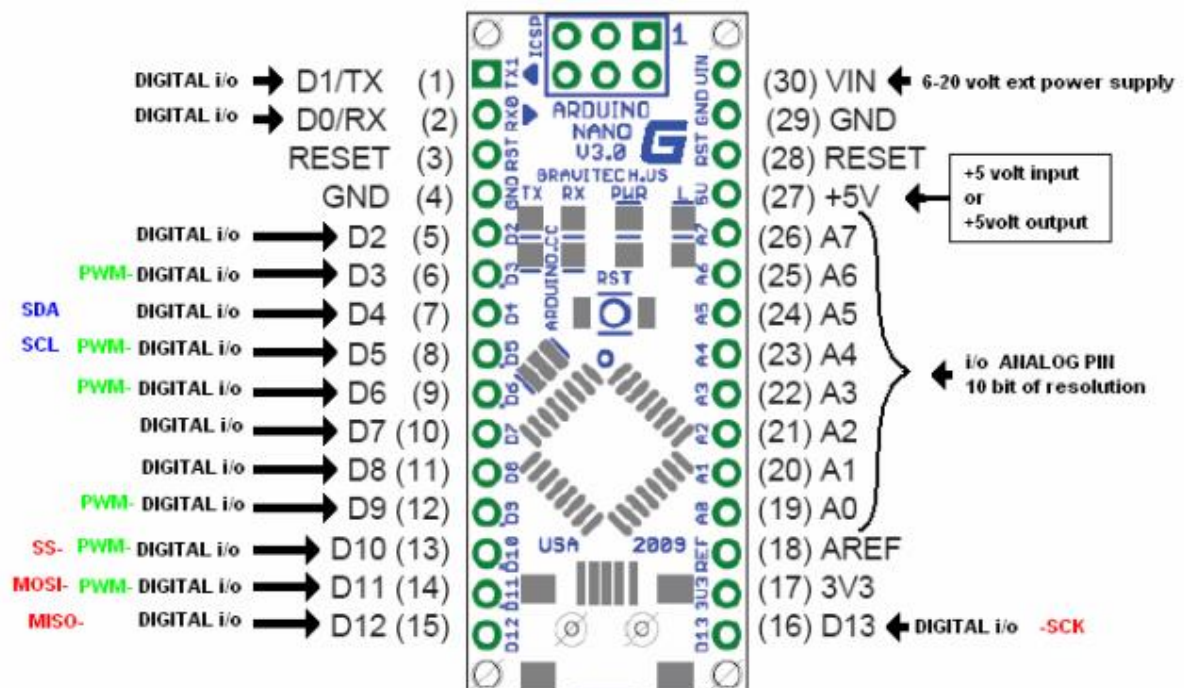 DIGITAL i/o D1/TX (1)
DIGITAL i/o D0/RX (2)
RESET (3)
GND (4)
DIGITAL i/o D2 (5)
PWM- DIGITAL i/o D3 (6)
SDA DIGITAL i/o D4 (7)
SCL PWM- DIGITAL i/o D5 (8)
PWM- DIGITAL i/o D6 (9)
DIGITAL i/o D7 (10)
DIGITAL i/o D8 (11)
PWM- DIGITAL i/o D9 (12)
SS- PWM- DIGITAL i/o D10 (13)
MOSI- PWM- DIGITAL i/o D11 (14)
MISO- DIGITAL i/o D12 (15)
ICSP
1
TX1
RX0
RST
GND
D2
D3
D4
D5
D6
D7
D8
D9
D10
D11
D12
ARDUINO
NANO
V3.0
G
GRAVITECH.US
TX RX PWR L
ARDUINO.CC
RST
USA 2009
VIN
GND
RST
5V
A7
A6
A5
A4
A3
A2
A1
A0
REF
3V3
D13
(30) VIN 6-20 volt ext power supply
(29) GND
(28) RESET
(27) +5V
+5 volt input
or
+5volt output
(26) A7
(25) A6
(24) A5
(23) A4
(22) A3
(21) A2
(20) A1
(19) A0
i/o ANALOG PIN
10 bit of resolution
(18) AREF
(17) 3V3
(16) D13 DIGITAL i/o -SCK